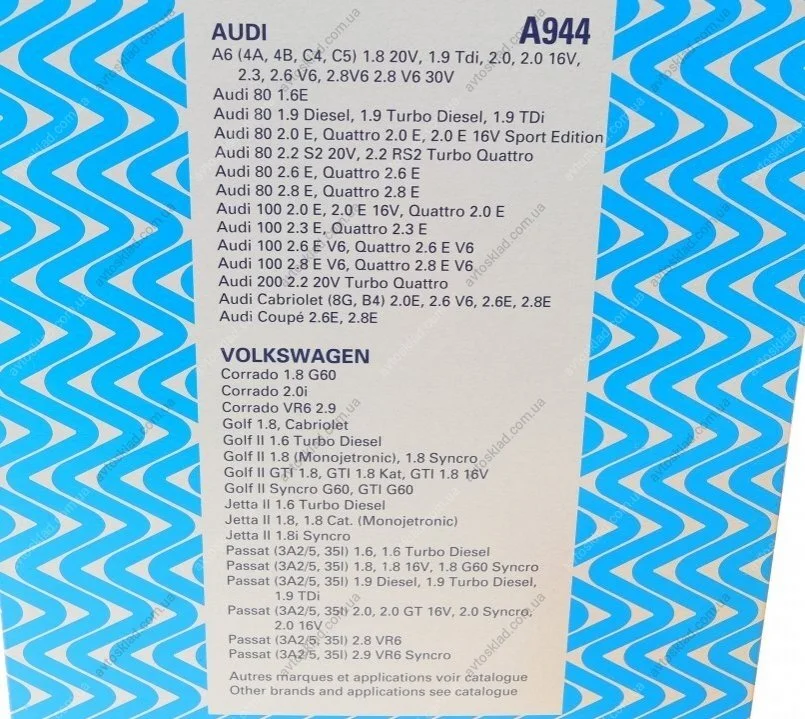 AUDI A944
A6 (4A, 4B, C4, C5) 1.8 20V, 1.9 Tdi, 2.0, 2.0 16V,
2.3, 2.6 V6, 2.8V6 2.8 V6 30V
Audi 80 1.6E
Audi 80 1.9 Diesel, 1.9 Turbo Diesel, 1.9 TDi
Audi 80 2.0 E, Quattro 2.0 E, 2.0 E 16V Sport Edition
Audi 80 2.2 S2 20V, 2.2 RS2 Turbo Quattro
Audi 80 2.6 E, Quattro 2.6 E
Audi 80 2.8 E, Quattro 2.8 E
Audi 100 2.0 E, 2.0 E 16V, Quattro 2.0 E
Audi 100 2.3 E, Quattro 2.3 E
Audi 100 2.6 E V6, Quattro 2.6 E V6
Audi 100 2.8 E V6, Quattro 2.8 E V6
Audi 200 2.2 20V Turbo Quattro
Audi Cabriolet (8G, B4) 2.0E, 2.6 V6, 2.6E, 2.8E
Audi Coupé 2.6E, 2.8E
VOLKSWAGEN
Corrado 1.8 G60
Corrado 2.0i
Corrado VR6 2.9
Golf 1.8, Cabriolet
Golf II 1.6 Turbo Diesel
Golf II 1.8 (Monojetronic), 1.8 Syncro
Golf II GTI 1.8, GTI 1.8 Kat, GTI 1.8 16V
Golf II Syncro G60, GTI G60
Jetta II 1.6 Turbo Diesel
Jetta II 1.8, 1.8 Cat. (Monojetronic)
Jetta II 1.8i Syncro
Passat (3A2/5, 35I) 1.6, 1.6 Turbo Diesel
Passat (3A2/5, 35I) 1.8, 1.8 16V, 1.8 G60 Syncro
Passat (3A2/5, 35I) 1.9 Diesel, 1.9 Turbo Diesel,
1.9 TDi
Passat (3A2/5, 35I) 2.0, 2.0 GT 16V, 2.0 Syncro,
2.0 16V
Passat (3A2/5, 35I) 2.8 VR6
Passat (3A2/5, 35I) 2.9 VR6 Syncro
Autres marques et applications voir catalogue
Other brands and applications see catalogue
avtosklad.com.ua